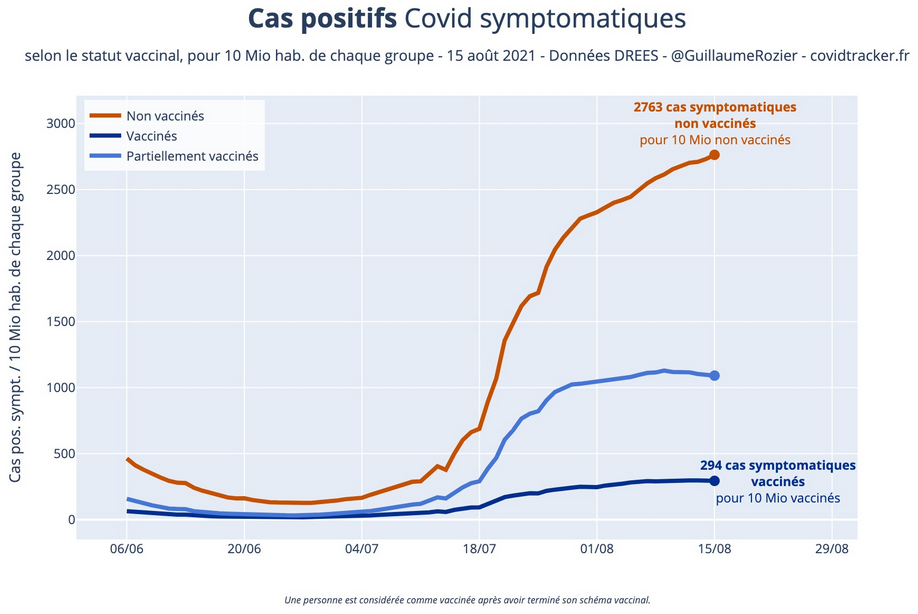 Cas positifs Covid symptomatiques
selon le statut vaccinal, pour 10 Mio hab. de chaque groupe - 15 août 2021 - Données DREES - @GuillaumeRozier - covidtracker.fr
Non vaccinés
Vaccinés
Partiellement vaccinés
2763 cas symptomatiques
non vaccinés
pour 10 Mio non vaccinés
Cas pos. sympt. / 10 Mio hab. de chaque groupe
3000
2500
2000
1500
1000
500
0
294 cas symptomatiques
vaccinés
pour 10 Mio vaccinés
06/06
20/06
04/07
18/07
01/08
15/08
29/08
Une personne est considérée comme vaccinée après avoir terminé son schéma vaccinal.